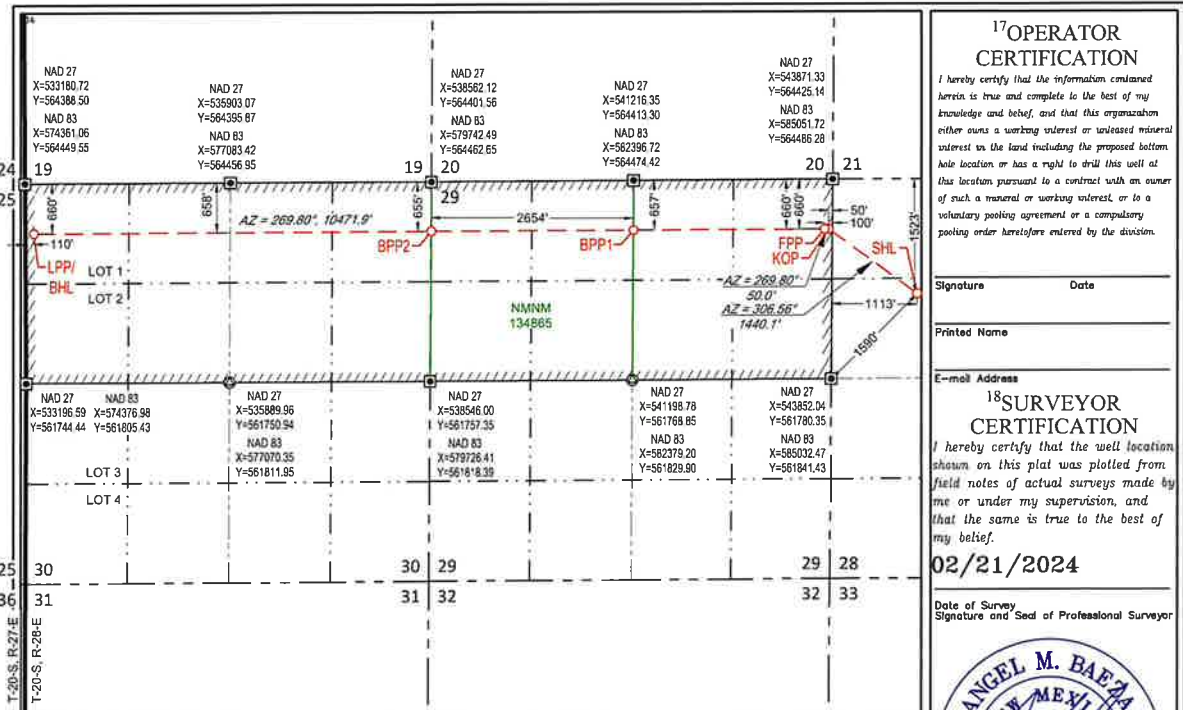 NAD 27
X=533180.72
Y=564388.50
NAD 83
X=574361.06
Y=564449.55
NAD 27
X=535903.07
Y=564395.87
NAD 83
X=577083.42
Y=564456.95
NAD 27
X=538562.12
Y=564401.56
NAD 83
X=579742.49
Y=564462.65
NAD 27
X=541216.35
Y=564413.30
NAD 83
X=582396.72
Y=564474.42
NAD 27
X=543871.33
Y=564425.14
NAD 83
X=585051.72
Y=564486.28
24 19
19 20
20 21
25
29
660'
658'
AZ = 269.80°, 10471.9'
655'
2654'
657'
660'
660'
50'
100'
1523'
110'
LPP/
BHL
BPP2
BPP1
FPP
KOP
SHL
LOT 1
LOT 2
AZ = 269.80°
50.0'
AZ = 306.56°
1440.1'
1113'
1590'
NMNM
134865
NAD 27
X=533196.59
Y=561744.44
NAD 83
X=574376.98
Y=561805.43
NAD 27
X=535889.96
Y=561750.94
NAD 83
X=577070.35
Y=561811.95
NAD 27
X=538546.00
Y=561757.35
NAD 83
X=579726.41
Y=561818.39
NAD 27
X=541198.78
Y=561768.85
NAD 83
X=582379.20
Y=561829.90
NAD 27
X=543852.04
Y=561780.35
NAD 83
X=585032.47
Y=561841.43
LOT 3
LOT 4
25 30
30 29
29 28
36 31
31 32
32 33
T-20-S, R-27-E
T-20-S, R-28-E
17OPERATOR
CERTIFICATION
I hereby certify that the information contained
herein is true and complete to the best of my
knowledge and belief, and that this organization
either owns a working interest or unleased mineral
interest in the land including the proposed bottom
hole location or has a right to drill this well at
this location pursuant to a contract with an owner
of such a mineral or working interest, or to a
voluntary pooling agreement or a compulsory
pooling order heretofore entered by the division.
Signature Date
Printed Name
E-mail Address
18SURVEYOR
CERTIFICATION
I hereby certify that the well location
shown on this plat was plotted from
field notes of actual surveys made by
me or under my supervision, and
that the same is true to the best of
my belief.
02/21/2024
Date of Survey
Signature and Seal of Professional Surveyor
ANGEL M. BAEZA